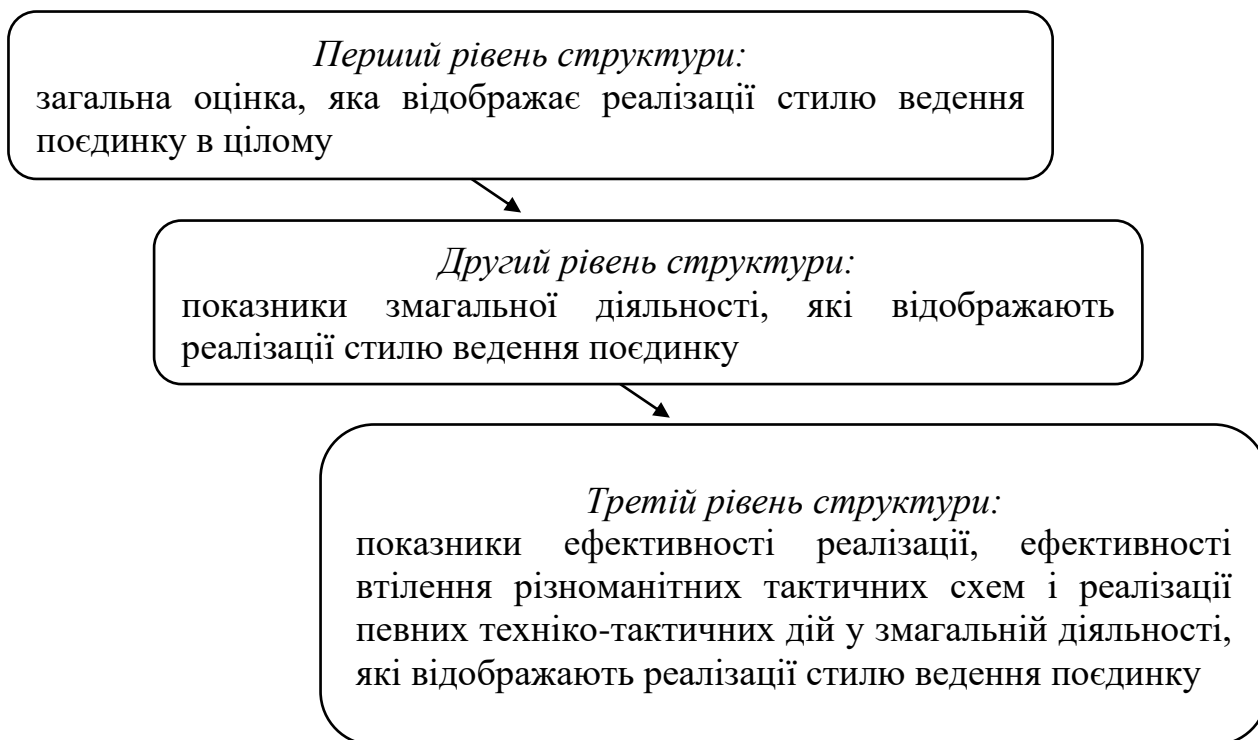 Перший рівень структури:
загальна оцінка, яка відображає реалізації стилю ведення
поєдинку в цілому
Другий рівень структури:
показники змагальної діяльності, які відображають
реалізації стилю ведення поєдинку
Третій рівень структури:
показники ефективності реалізації, ефективності
втілення різноманітних тактичних схем і реалізації
певних техніко-тактичних дій у змагальній діяльності,
які відображають реалізації стилю ведення поєдинку